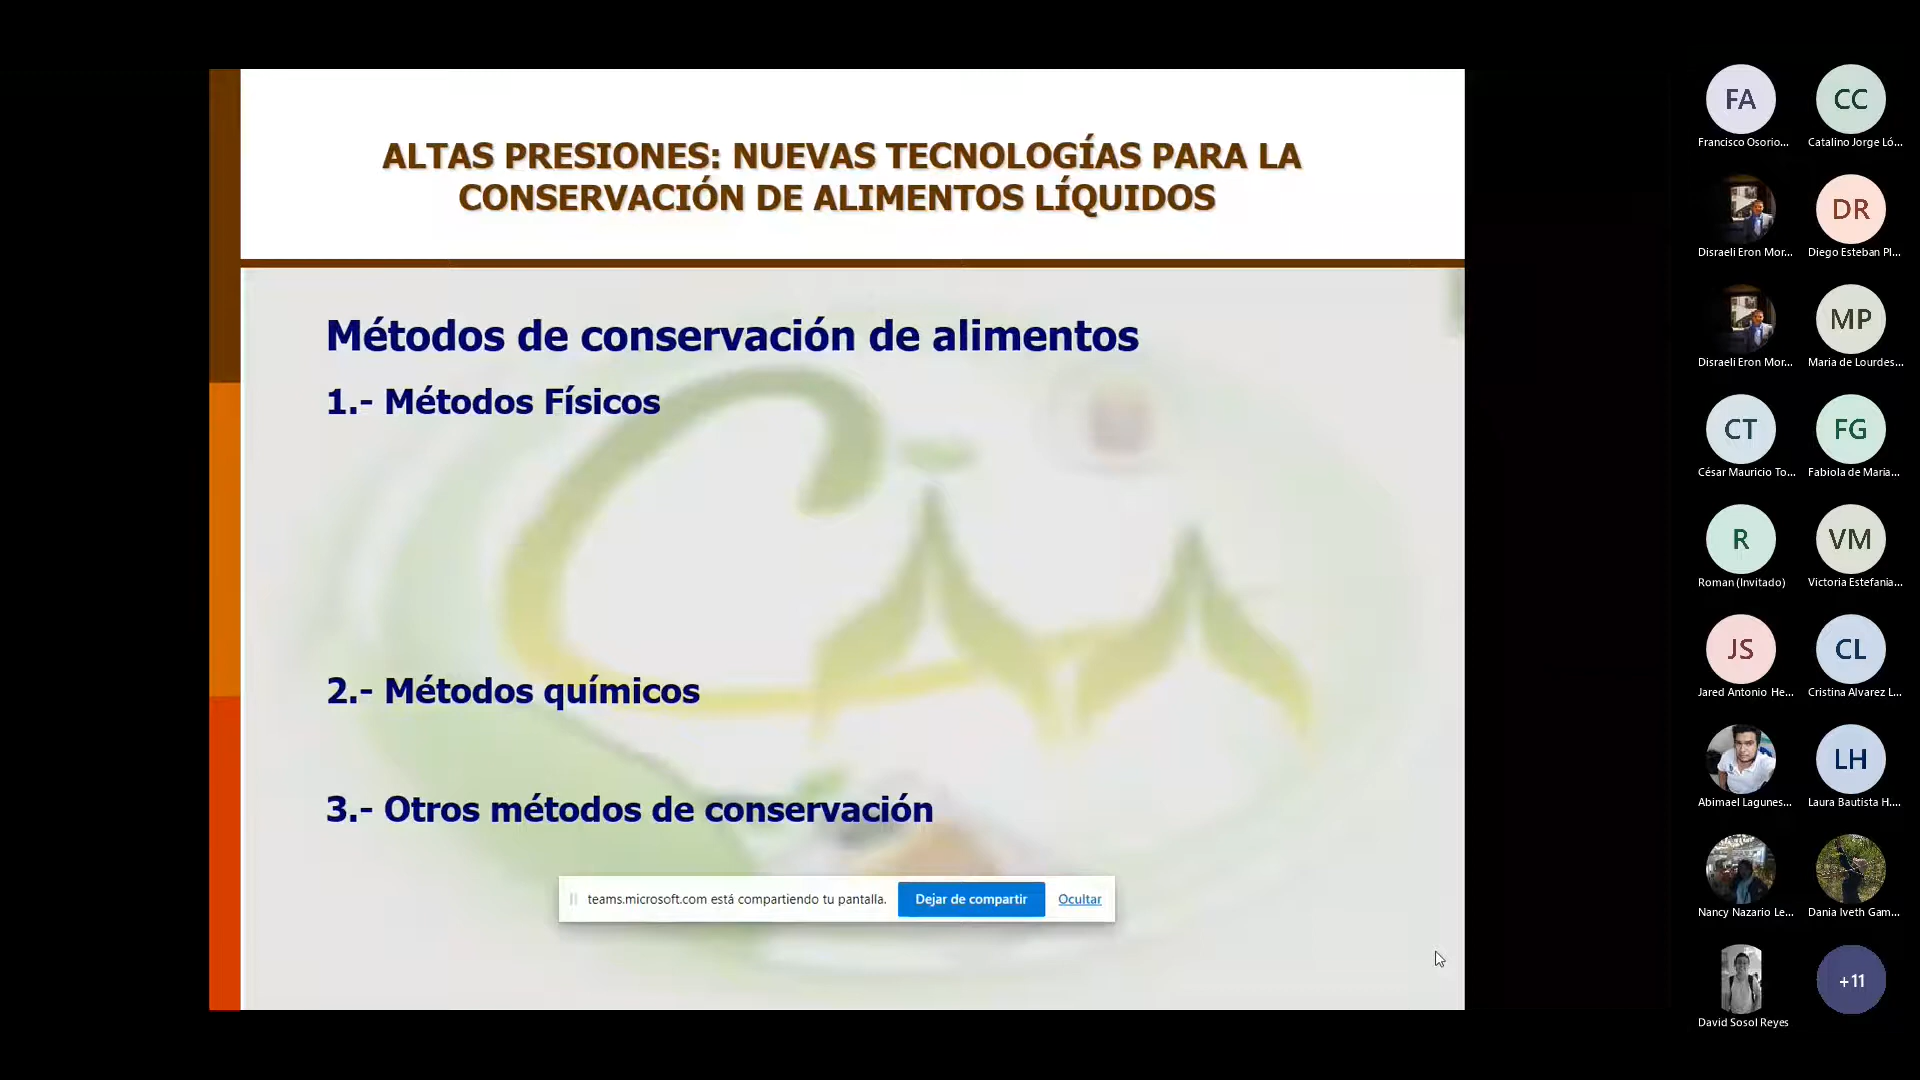 ALTAS PRESIONES: NUEVAS TECNOLOGÍAS PARA LA
CONSERVACIÓN DE ALIMENTOS LÍQUIDOS
Métodos de conservación de alimentos
1.- Métodos Físicos
2.- Métodos químicos
3.- Otros métodos de conservación
teams.microsoft.com está compartiendo tu pantalla.
Dejar de compartir
Ocultar
FA
Francisco Osorio...
CC
Catalino Jorge Ló...
Disraeli Eron Mor...
DR
Diego Esteban Pl...
Disraeli Eron Mor...
MP
Maria de Lourdes...
CT
César Mauricio To...
FG
Fabiola de Maria...
R
Roman (Invitado)
VM
Victoria Estefania...
JS
Jared Antonio He...
CL
Cristina Alvarez L...
Abimael Lagunes...
LH
Laura Bautista H....
Nancy Nazario Le...
Dania Iveth Gam...
David Sosol Reyes
+11